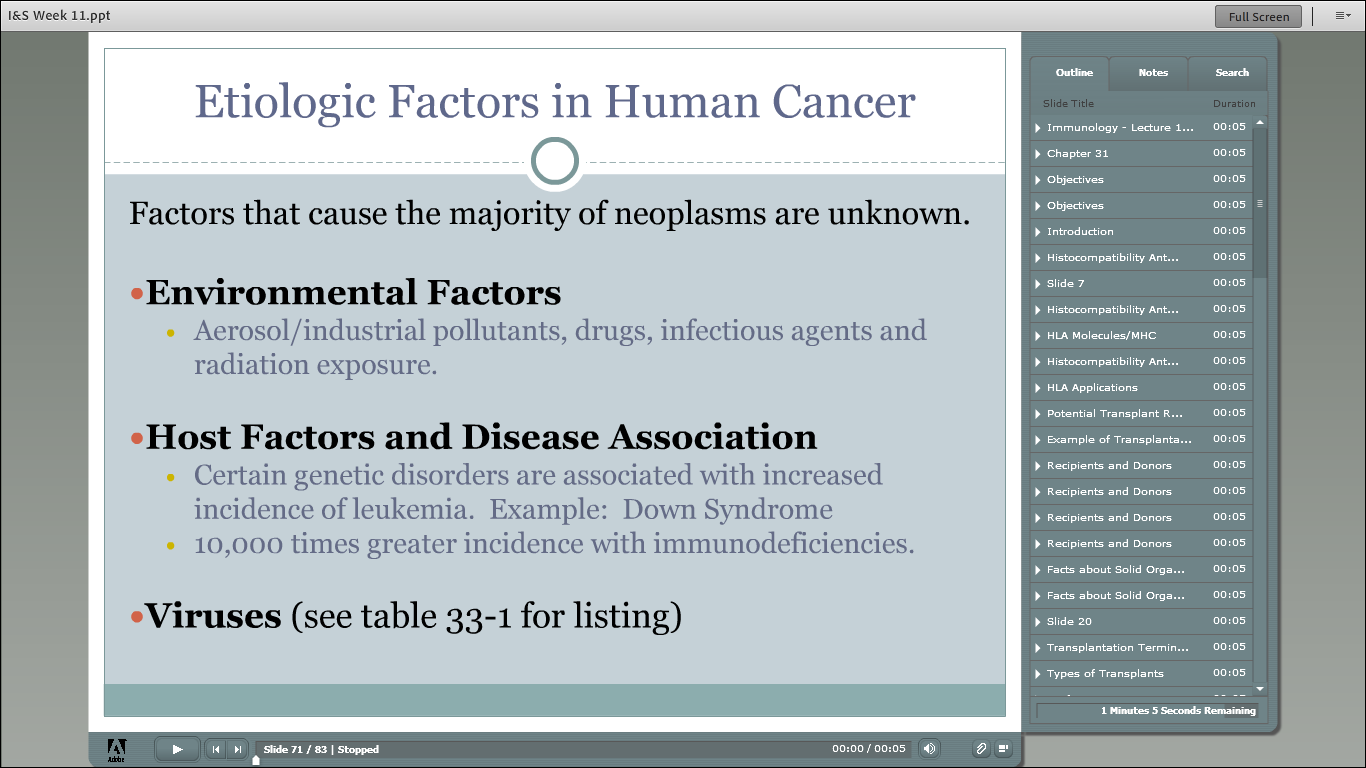 I&S Week 11.ppt
Full Screen
Etiologic Factors in Human Cancer
Factors that cause the majority of neoplasms are unknown.
•Environmental Factors
• Aerosol/industrial pollutants, drugs, infectious agents and
radiation exposure.
•Host Factors and Disease Association
• Certain genetic disorders are associated with increased
incidence of leukemia.  Example:  Down Syndrome
• 10,000 times greater incidence with immunodeficiencies.
•Viruses (see table 33-1 for listing)
Adobe
Slide 71 / 83 | Stopped
00:00 / 00:05
Outline Notes Search
Slide Title Duration
Immunology - Lecture 1... 00:05
Chapter 31 00:05
Objectives 00:05
Objectives 00:05
Introduction 00:05
Histocompatibility Ant... 00:05
Slide 7 00:05
Histocompatibility Ant... 00:05
HLA Molecules/MHC 00:05
Histocompatibility Ant... 00:05
HLA Applications 00:05
Potential Transplant R... 00:05
Example of Transplanta... 00:05
Recipients and Donors 00:05
Recipients and Donors 00:05
Recipients and Donors 00:05
Recipients and Donors 00:05
Facts about Solid Orga... 00:05
Facts about Solid Orga... 00:05
Slide 20 00:05
Transplantation Termin... 00:05
Types of Transplants 00:05
1 Minutes 5 Seconds Remaining